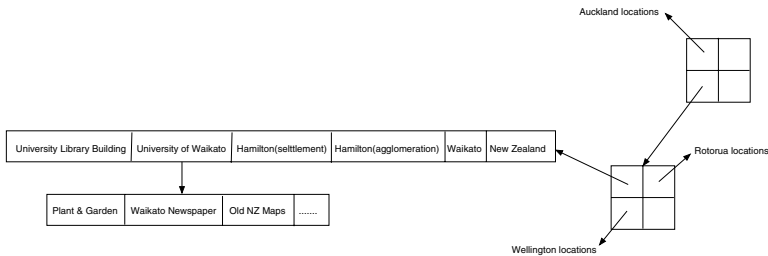 Auckland locations
University Library Building University of Waikato Hamilton(selttlement) Hamilton(agglomeration) Waikato New Zealand
Rotorua locations
Plant & Garden Waikato Newspaper Old NZ Maps .......
Wellington locations